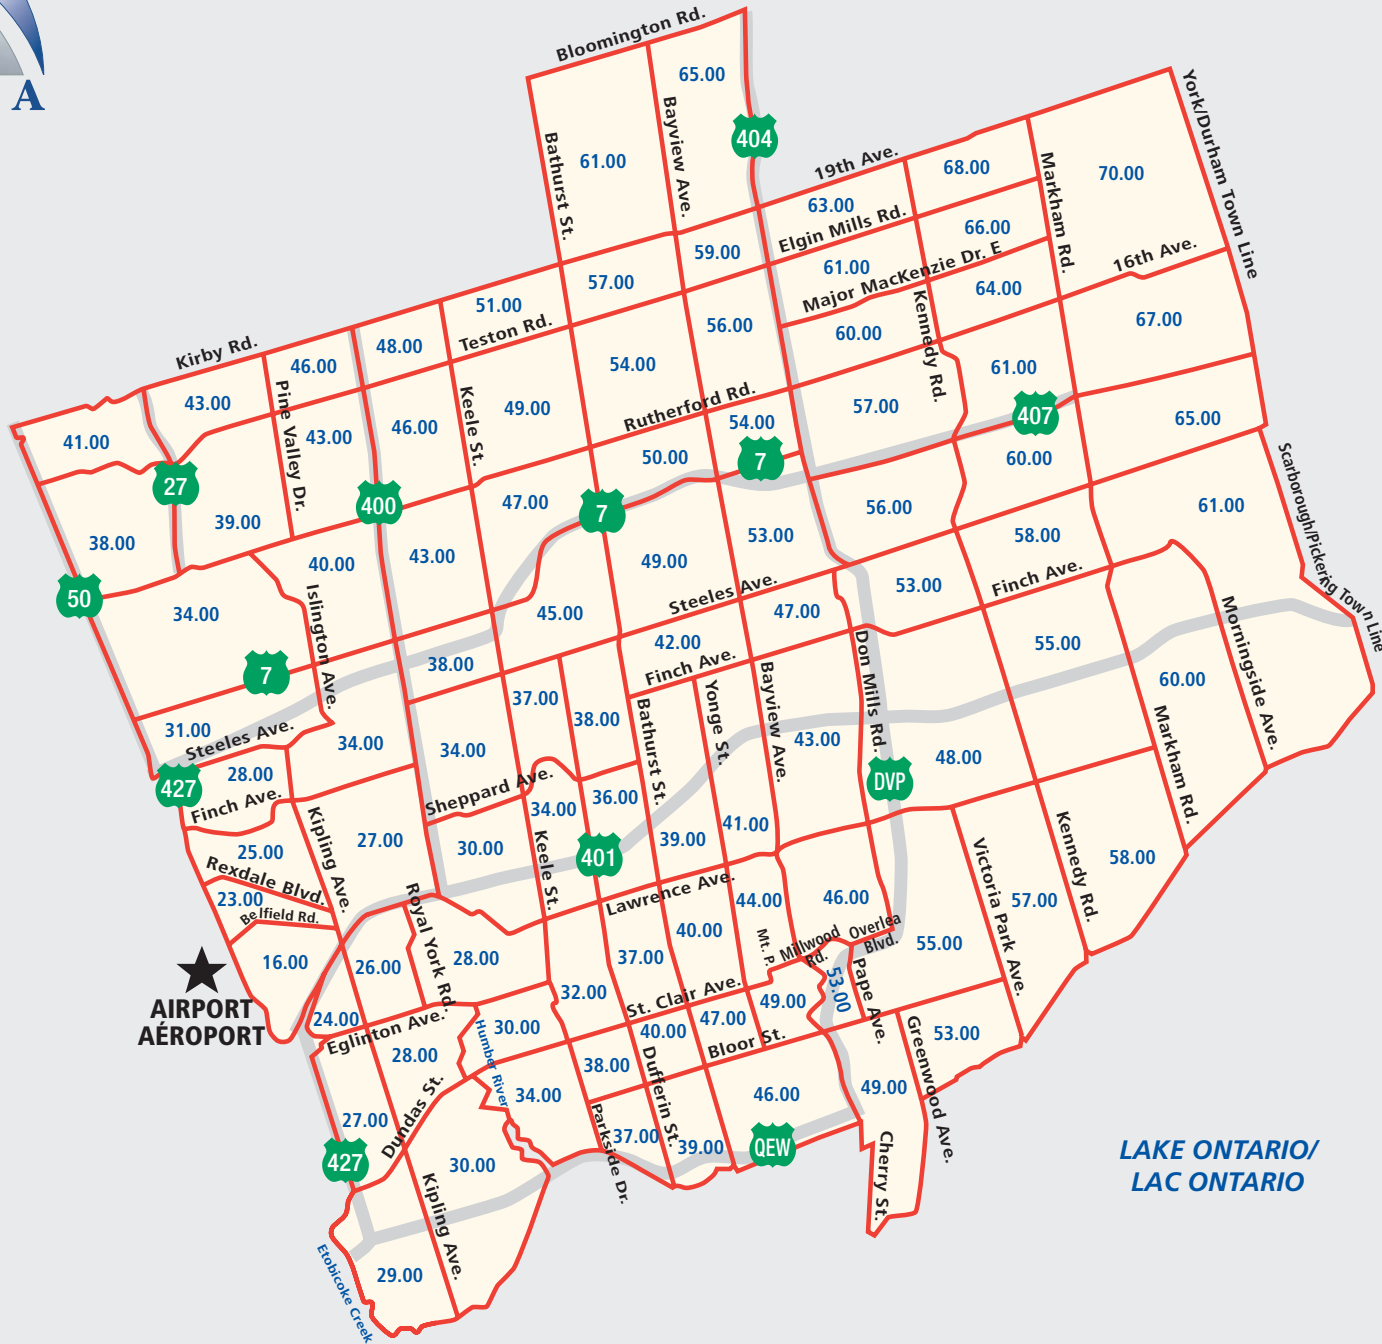 A
Bloomington Rd.
65.00
Bathurst St.
61.00
Bayview Ave.
404
19th Ave.
68.00
Markham Rd.
70.00
York/Durham Town Line
63.00
Elgin Mills Rd.
66.00
59.00
61.00
Major MacKenzie Dr. E
16th Ave.
57.00
64.00
51.00
Teston Rd.
56.00
60.00
Kennedy Rd.
67.00
Kirby Rd.
48.00
46.00
54.00
61.00
43.00
Pine Valley Dr.
Keele St.
49.00
Rutherford Rd.
57.00
407
41.00
43.00
46.00
54.00
65.00
27
400
50.00
7
60.00
Scarborough/Pickering Town Line
47.00
7
56.00
61.00
39.00
38.00
43.00
53.00
58.00
40.00
49.00
Finch Ave.
50
34.00
Islington Ave.
45.00
Steeles Ave.
47.00
53.00
Morningside Ave.
42.00
55.00
7
38.00
Finch Ave.
Don Mills Rd.
60.00
37.00
38.00
Bathurst St.
Yonge St.
Bayview Ave.
Markham Rd.
31.00
Steeles Ave.
34.00
34.00
43.00
48.00
28.00
427
Finch Ave.
Sheppard Ave.
36.00
DVP
34.00
Kipling Ave.
27.00
30.00
Keele St.
401
39.00
41.00
Victoria Park Ave.
Kennedy Rd.
58.00
25.00
Rexdale Blvd.
23.00
Belfield Rd.
Royal York Rd.
Lawrence Ave.
44.00
46.00
57.00
40.00
Mt. P.
Millwood Rd.
Overlea Blvd.
55.00
16.00
26.00
28.00
37.00
53.00
Pape Ave.
AIRPORT
AÉROPORT
24.00
Eglinton Ave.
32.00
St. Clair Ave.
49.00
30.00
Humber River
40.00
47.00
Bloor St.
Greenwood Ave.
53.00
28.00
38.00
Dufferin St.
34.00
46.00
49.00
27.00
Dundas St.
Parkside Dr.
37.00
39.00
QEW
Cherry St.
LAKE ONTARIO/
LAC ONTARIO
427
30.00
Kipling Ave.
29.00
Etobicoke Creek